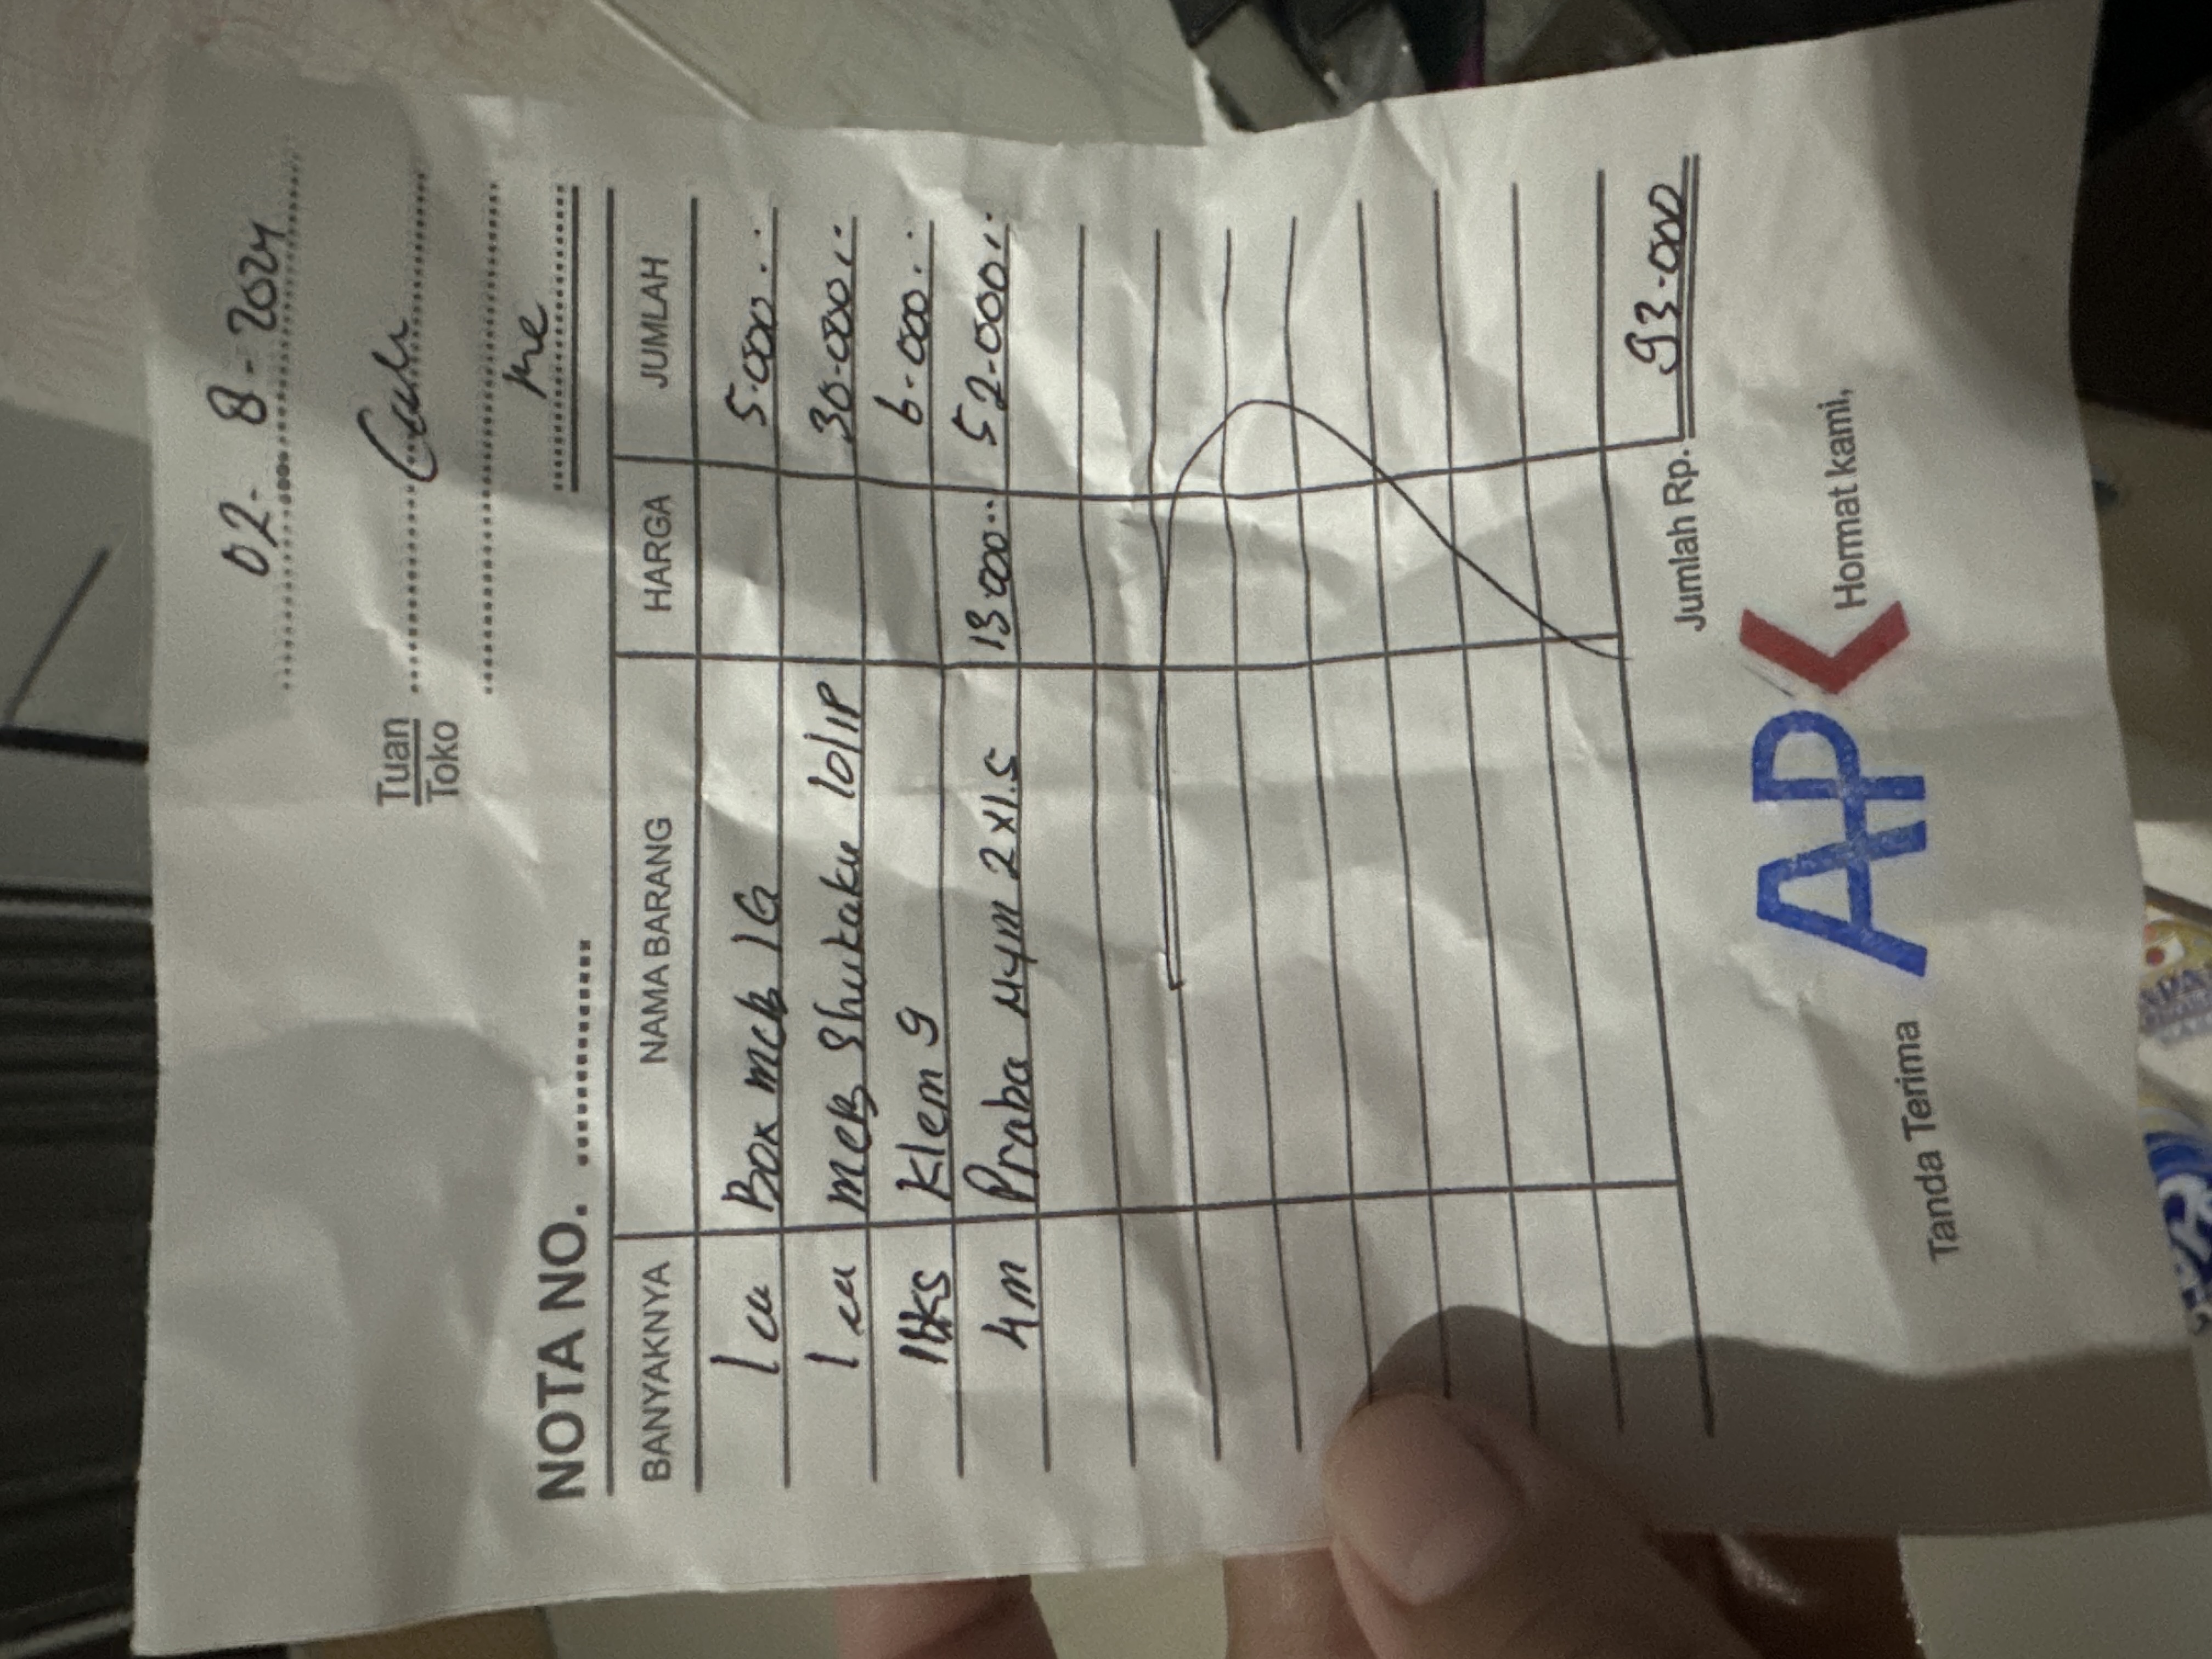 02-8-2024
Tuan Cash
Toko
NOTA NO. ............
BANYAKNYA NAMA BARANG HARGA JUMLAH
1 Box MCB 1G 5.000
1 MCB Shukaku 10/1P 30.000
1 bks Klem 9 6.000
4 m Praba NYM 2x1.5 13.000 52.000
Jumlah Rp. 93.000
Tanda Terima APK Hormat kami,